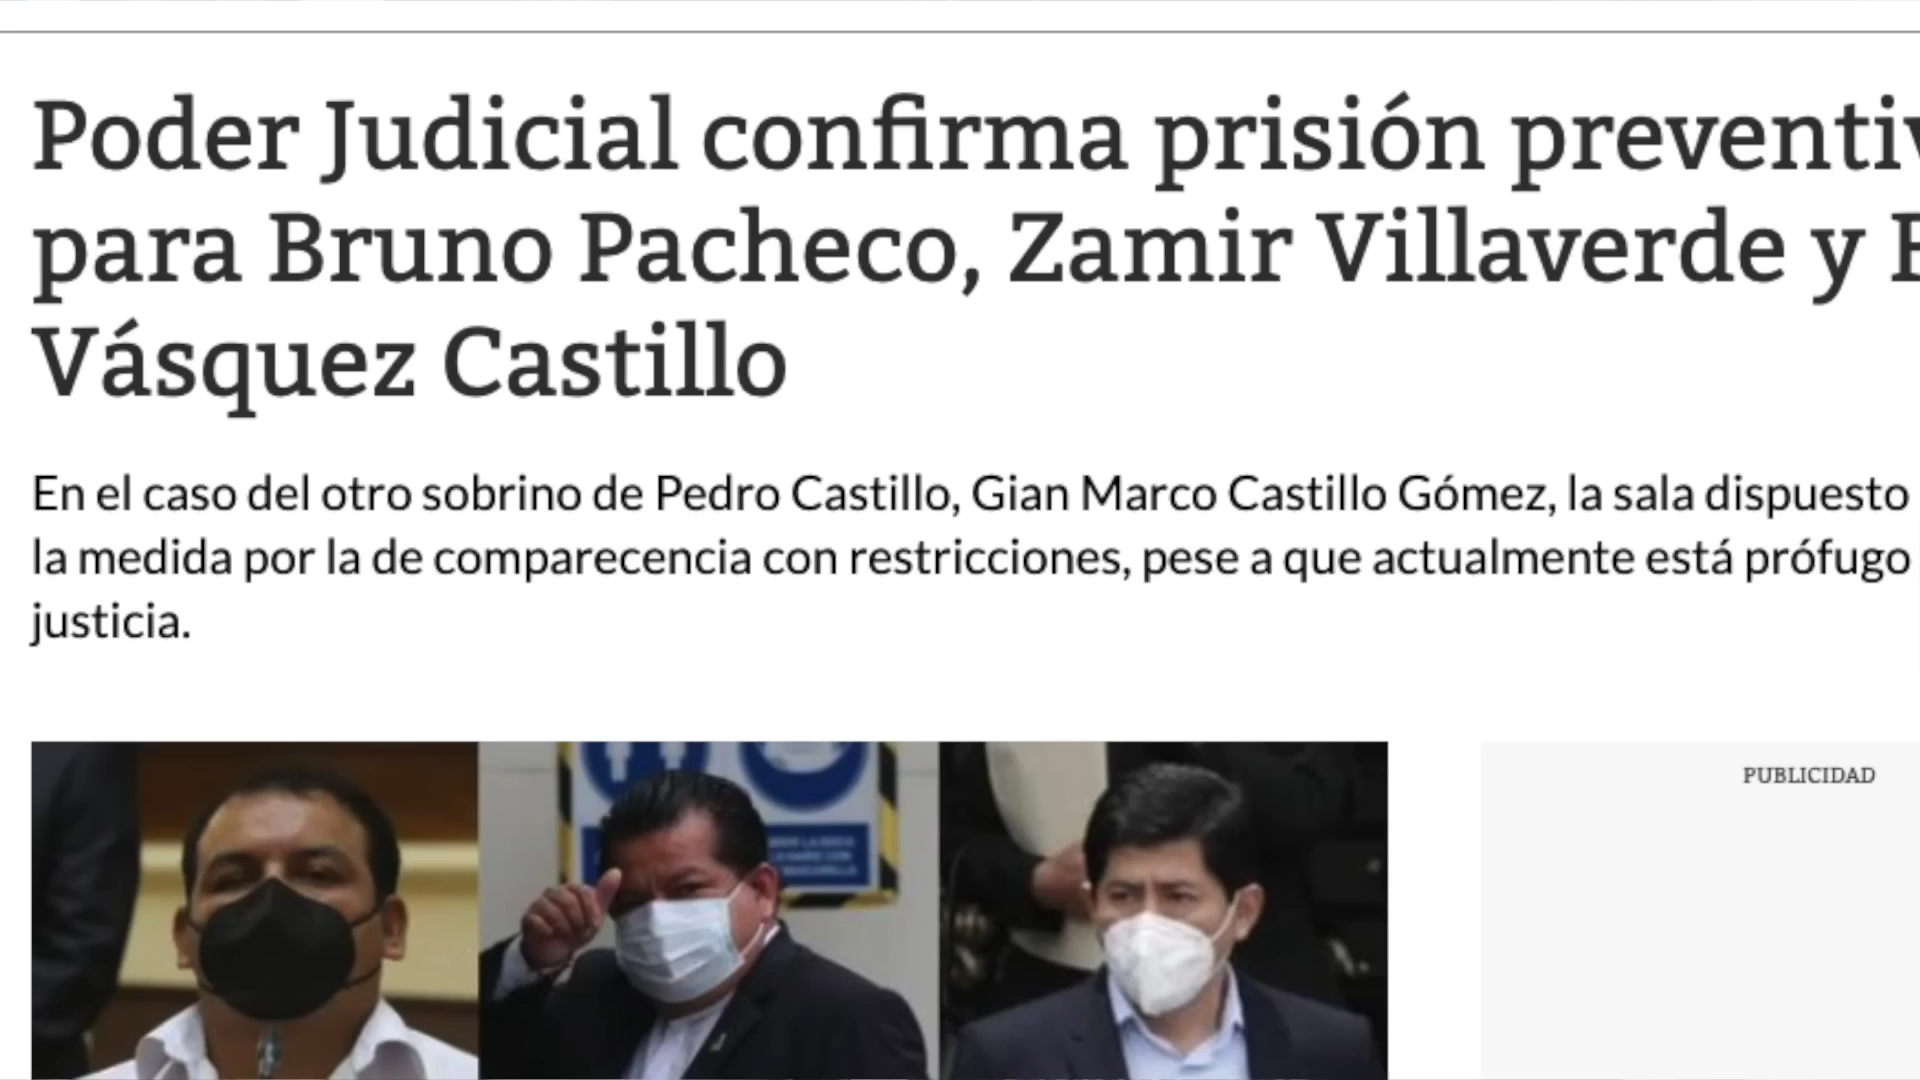 Poder Judicial confirma prisión preventiv
para Bruno Pacheco, Zamir Villaverde y
Vásquez Castillo
En el caso del otro sobrino de Pedro Castillo, Gian Marco Castillo Gómez, la sala dispuesto
la medida por la de comparecencia con restricciones, pese a que actualmente está prófugo
justicia.
PUBLICIDAD